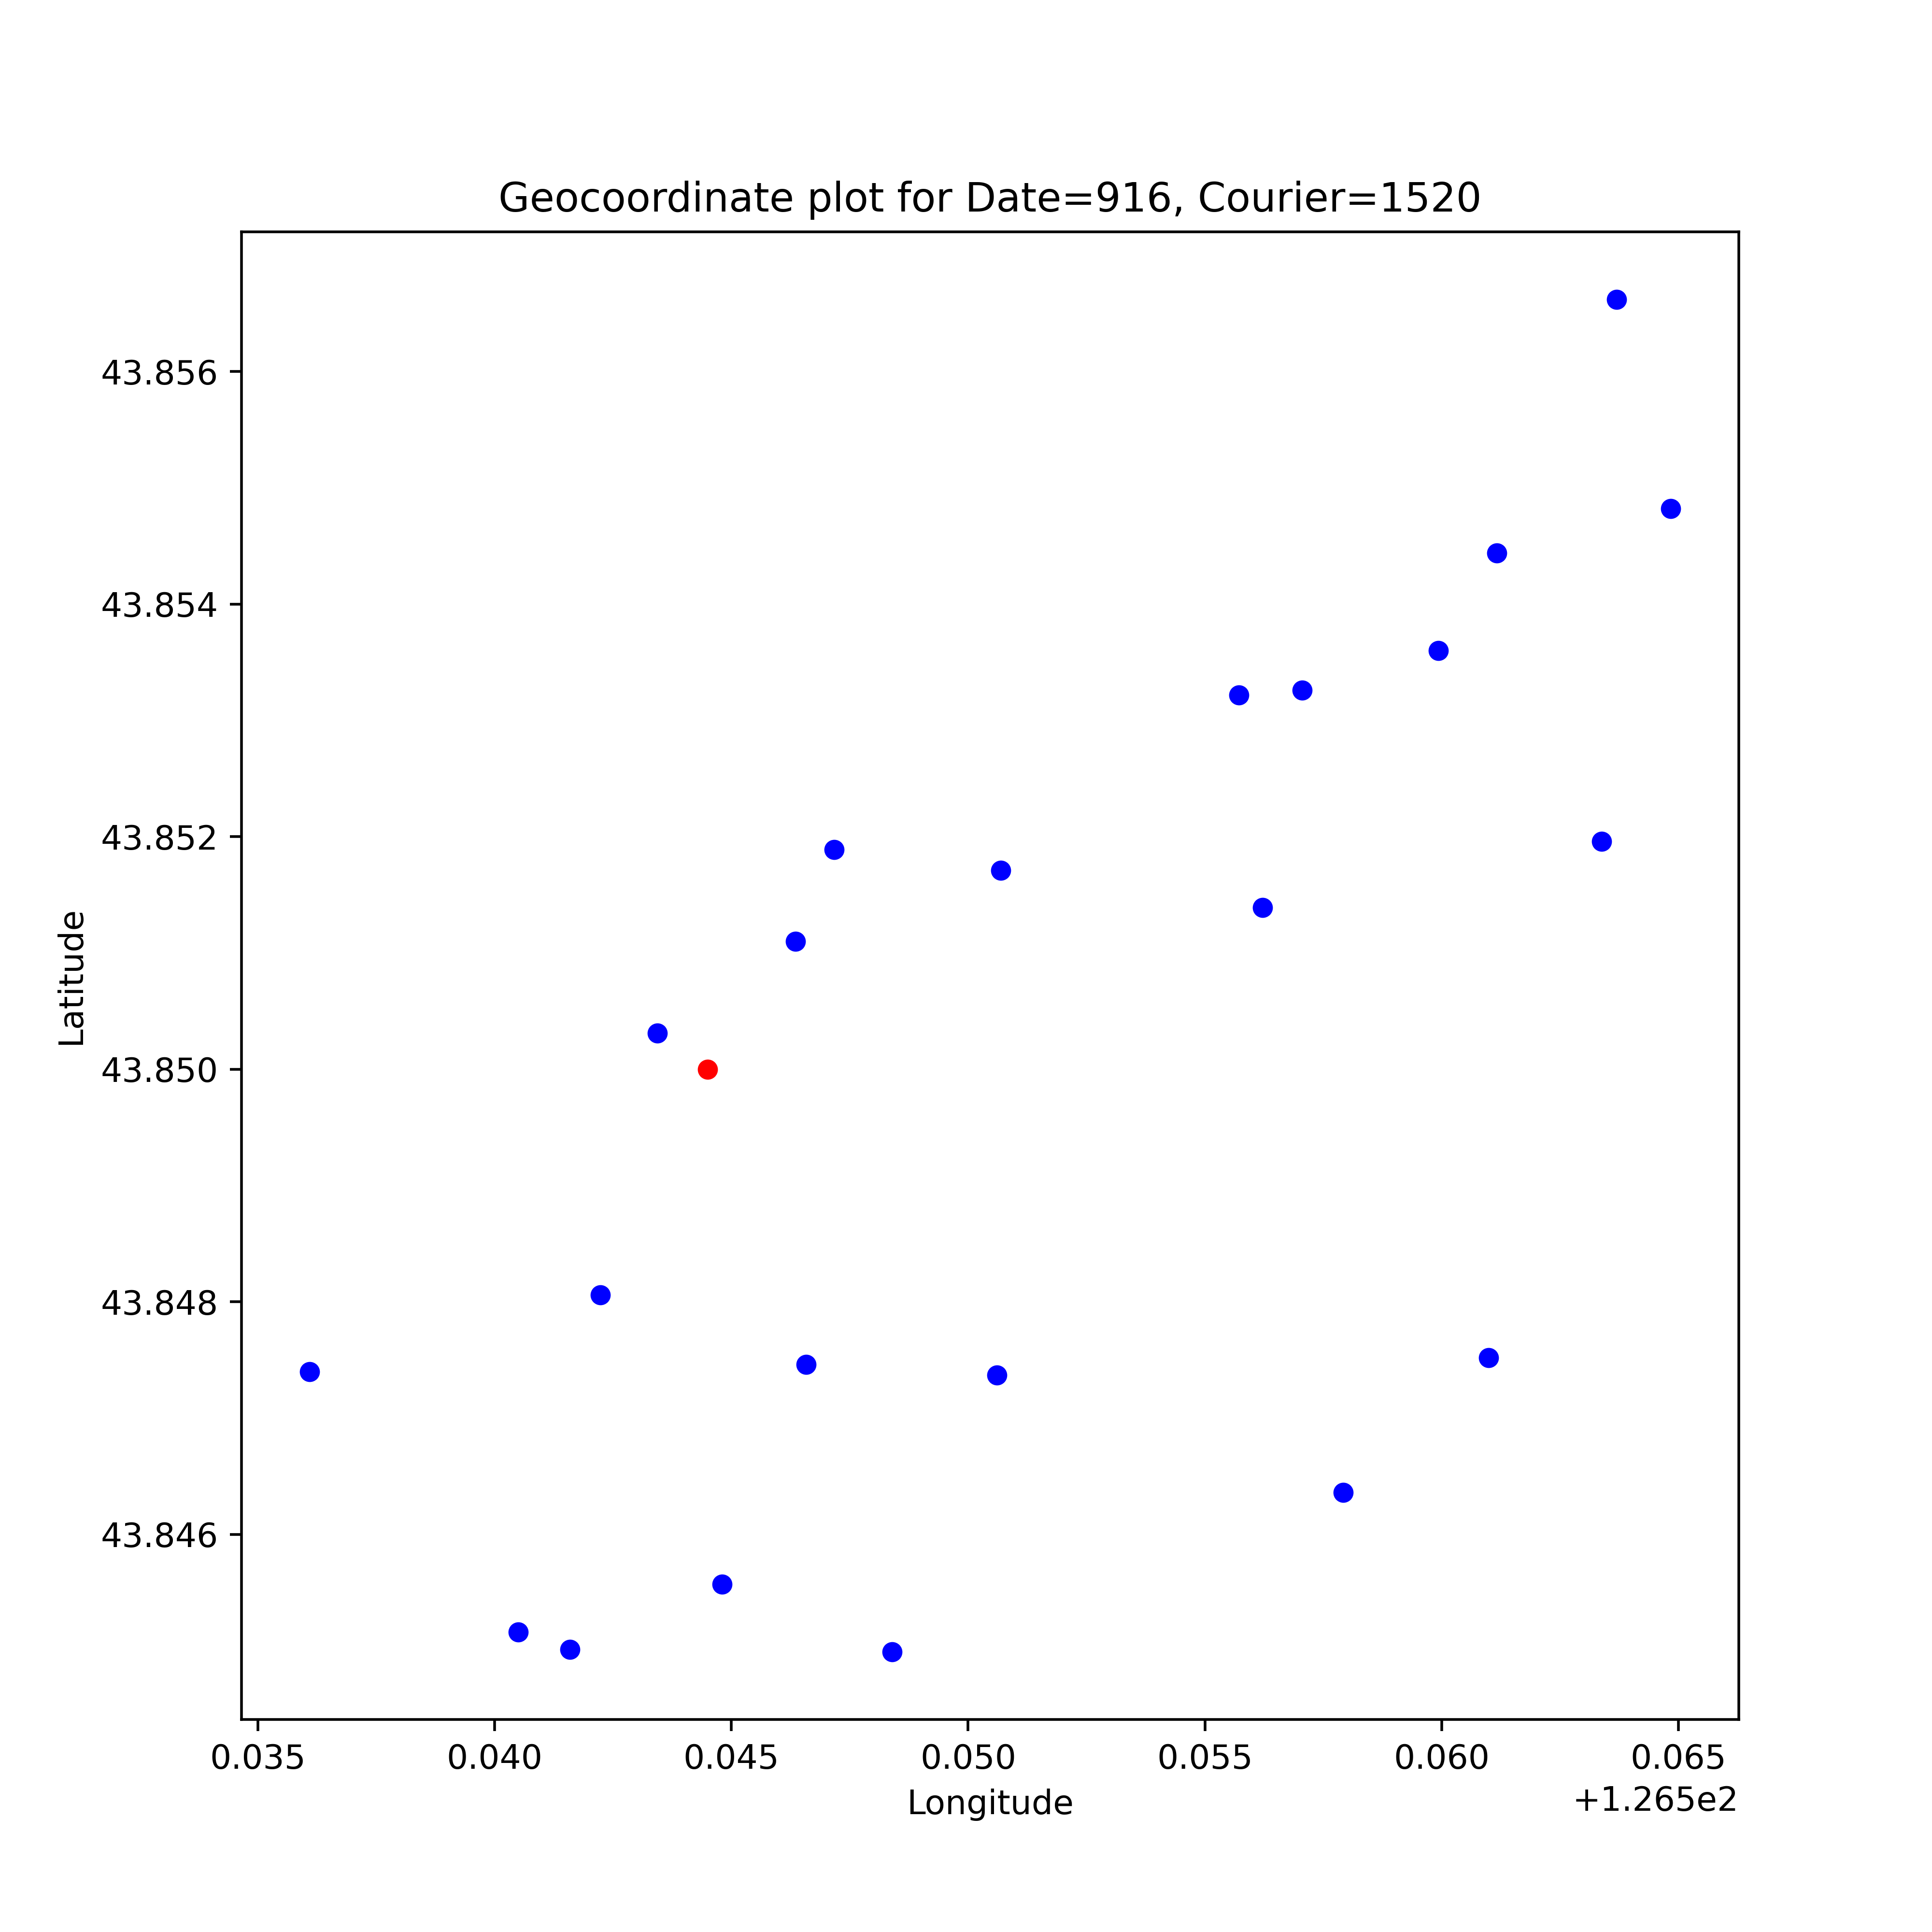 Geocoordinate plot for Date=916, Courier=1520
43.856
43.854
43.852
43.850
43.848
43.846
Latitude
0.035 0.040 0.045 0.050 0.055 0.060 0.065
Longitude
+1.265e2